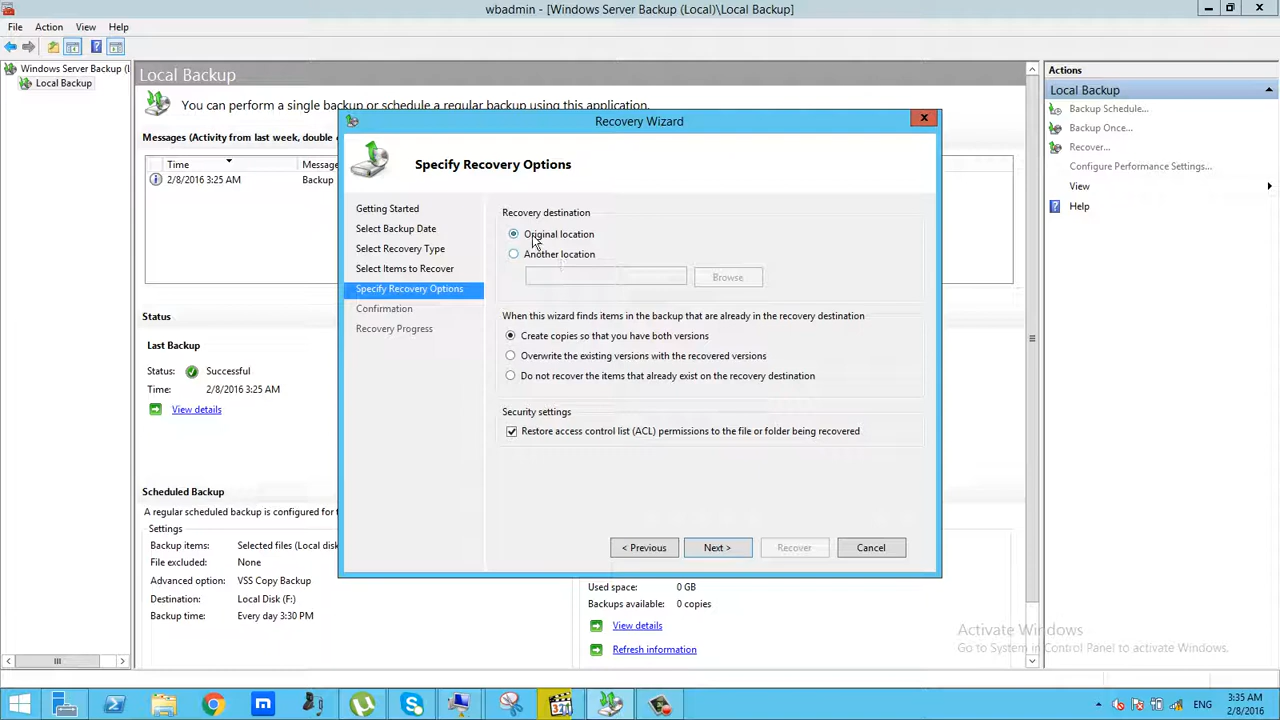 wbadmin - [Windows Server Backup (Local)\Local Backup]
File Action View Help
Windows Server Backup (L
Local Backup
Local Backup
You can perform a single backup or schedule a regular backup using this application.
Messages (Activity from last week, double c
Time Message
2/8/2016 3:25 AM Backup
Status
Last Backup
Status: Successful
Time: 2/8/2016 3:25 AM
View details
Scheduled Backup
A regular scheduled backup is configured for t
Settings
Backup items: Selected files (Local disk
File excluded: None
Advanced option: VSS Copy Backup
Destination: Local Disk (F:)
Backup time: Every day 3:30 PM
Recovery Wizard
Specify Recovery Options
Getting Started
Select Backup Date
Select Recovery Type
Select Items to Recover
Specify Recovery Options
Confirmation
Recovery Progress
Recovery destination
Original location
Another location
Browse
When this wizard finds items in the backup that are already in the recovery destination
Create copies so that you have both versions
Overwrite the existing versions with the recovered versions
Do not recover the items that already exist on the recovery destination
Security settings
Restore access control list (ACL) permissions to the file or folder being recovered
< Previous Next > Recover Cancel
Used space: 0 GB
Backups available: 0 copies
View details
Refresh information
Actions
Local Backup
Backup Schedule...
Backup Once...
Recover...
Configure Performance Settings...
View
Help
Activate Windows
Go to System in Control Panel to activate Windows.
ENG
3:35 AM
2/8/2016